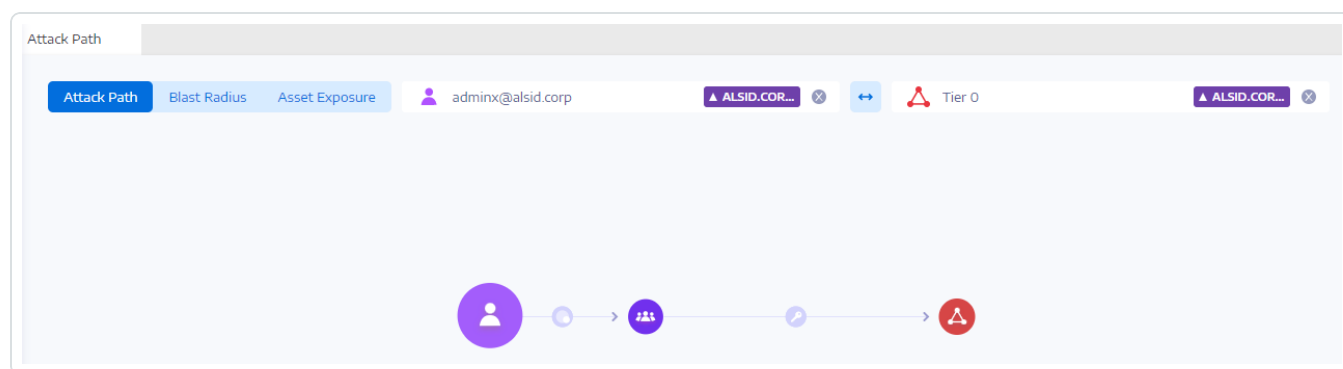 Attack Path
Attack Path Blast Radius Asset Exposure adminx@alsid.corp ALSID.COR... Tier 0 ALSID.COR...